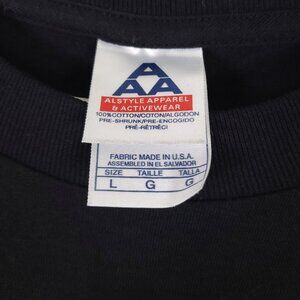 A
AA
ALSTYLE APPAREL
& ACTIVEWEAR
100%COTTON/COTON/ALGODON
PRE-SHRUNK/PRE-ENCOGIDO
PRÉ-RÉTRÉCI
FABRIC MADE IN U.S.A.
ASSEMBLED IN EL SALVADOR
SIZE TAILLE TALLA
L G G